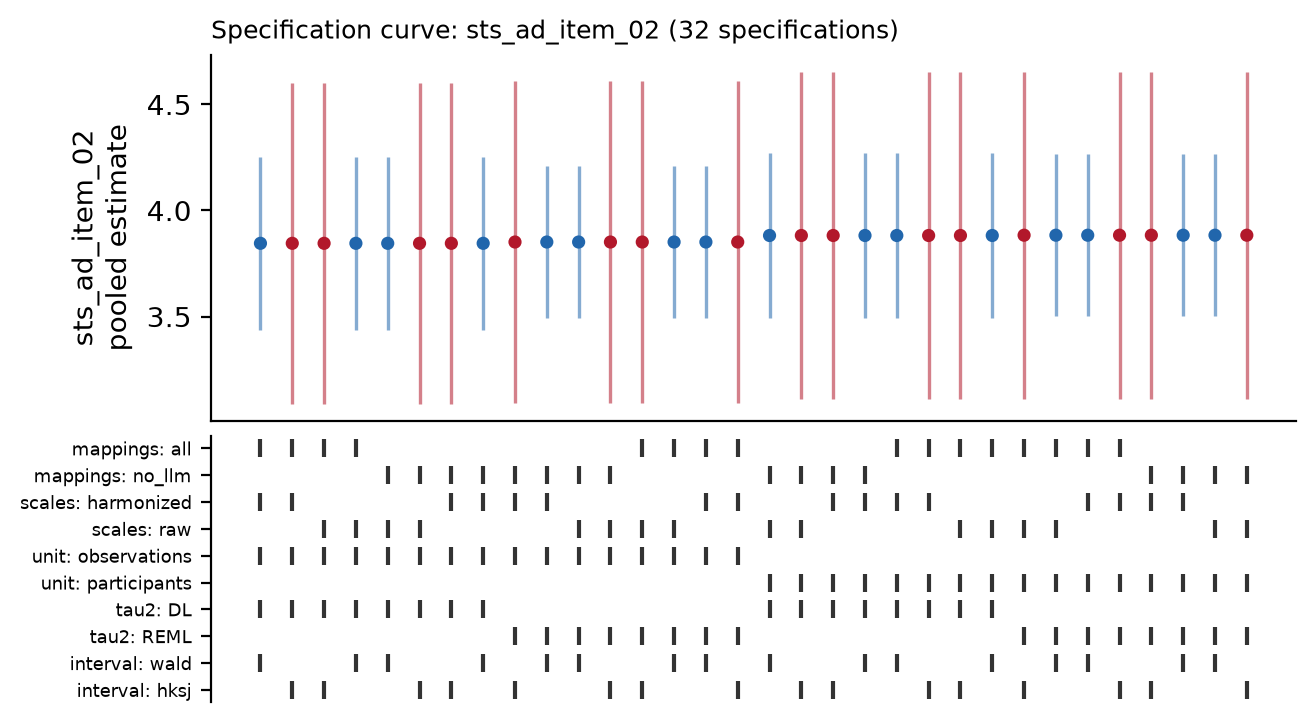 Specification curve: sts_ad_item_02 (32 specifications)
sts_ad_item_02
pooled estimate
4.5
4.0
3.5
mappings: all
mappings: no_llm
scales: harmonized
scales: raw
unit: observations
unit: participants
tau2: DL
tau2: REML
interval: wald
interval: hksj